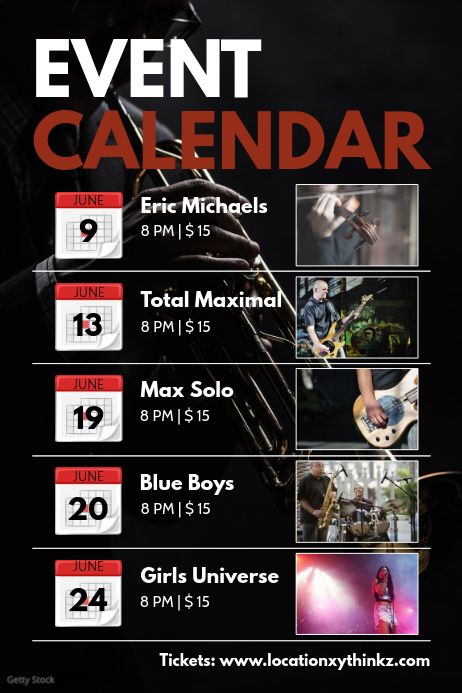 EVENT
CALENDAR
JUNE
9
Eric Michaels
8 PM | $ 15
JUNE
13
Total Maximal
8 PM | $ 15
JUNE
19
Max Solo
8 PM | $ 15
JUNE
20
Blue Boys
8 PM | $ 15
JUNE
24
Girls Universe
8 PM | $ 15
Tickets: www.locationxythinkz.com
Getty Stock